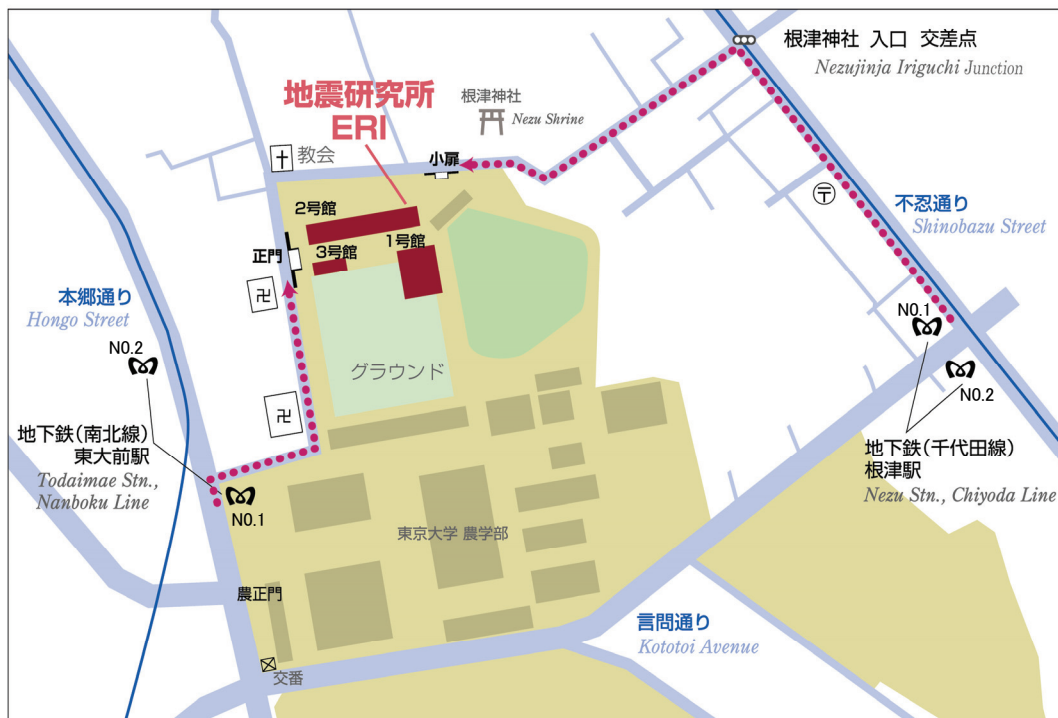 根津神社 入口 交差点
Nezujinja Iriguchi Junction
地震研究所
ERI
根津神社
Nezu Shrine
教会
小扉
〒
不忍通り
Shinobazu Street
2号館
1号館
3号館
正門
卍
本郷通り
Hongo Street
N0.1
N0.2
N0.2
グラウンド
卍
地下鉄(南北線)
東大前駅
Todaimae Stn.,
Nanboku Line
地下鉄(千代田線)
根津駅
Nezu Stn., Chiyoda Line
N0.1
東京大学 農学部
農正門
言問通り
Kototoi Avenue
交番